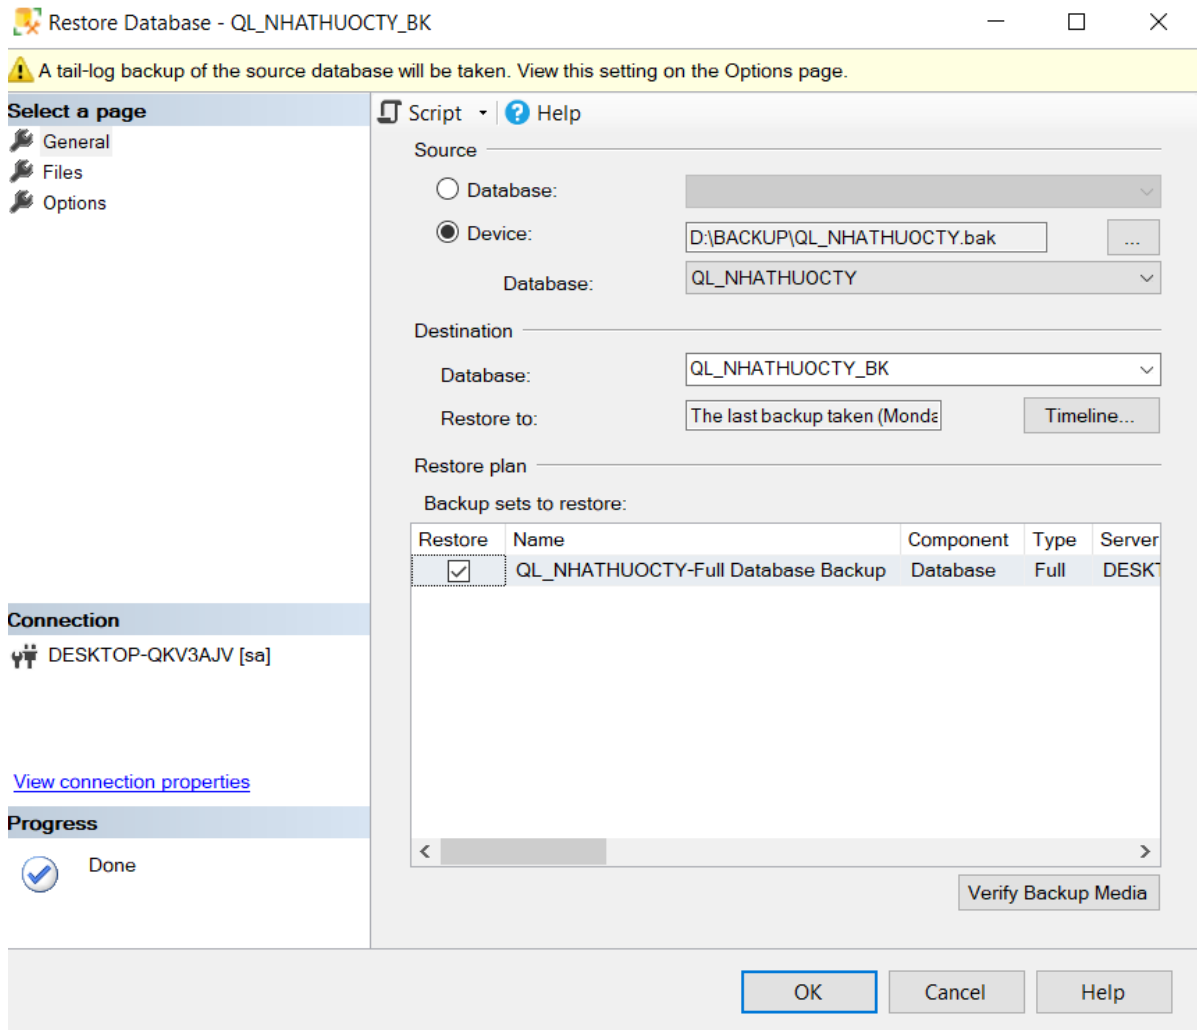 Restore Database - QL_NHATHUOCTY_BK
A tail-log backup of the source database will be taken. View this setting on the Options page.
Select a page
General
Files
Options
Script
Help
Source
Database:
Device:
D:\BACKUP\QL_NHATHUOCTY.bak
...
Database:
QL_NHATHUOCTY
Destination
Database:
QL_NHATHUOCTY_BK
Restore to:
The last backup taken (Monda
Timeline...
Restore plan
Backup sets to restore:
Restore Name Component Type Server
QL_NHATHUOCTY-Full Database Backup Database Full DESKT
Connection
DESKTOP-QKV3AJV [sa]
View connection properties
Progress
Done
Verify Backup Media
OK Cancel Help